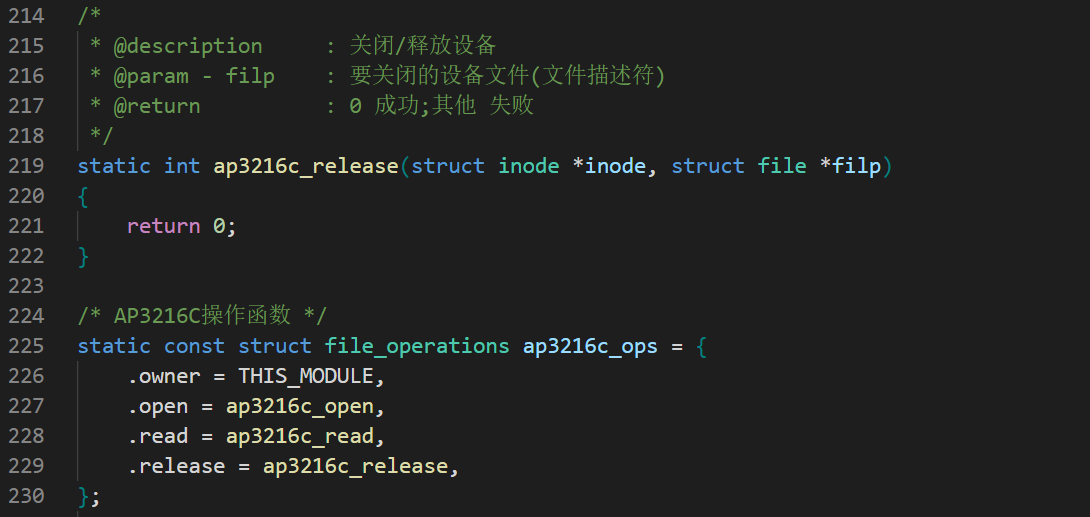 214 /*
215  * @description     : 关闭/释放设备
216  * @param - filp    : 要关闭的设备文件(文件描述符)
217  * @return          : 0 成功;其他 失败
218  */
219 static int ap3216c_release(struct inode *inode, struct file *filp)
220 {
221     return 0;
222 }
223
224 /* AP3216C操作函数 */
225 static const struct file_operations ap3216c_ops = {
226     .owner = THIS_MODULE,
227     .open = ap3216c_open,
228     .read = ap3216c_read,
229     .release = ap3216c_release,
230 };